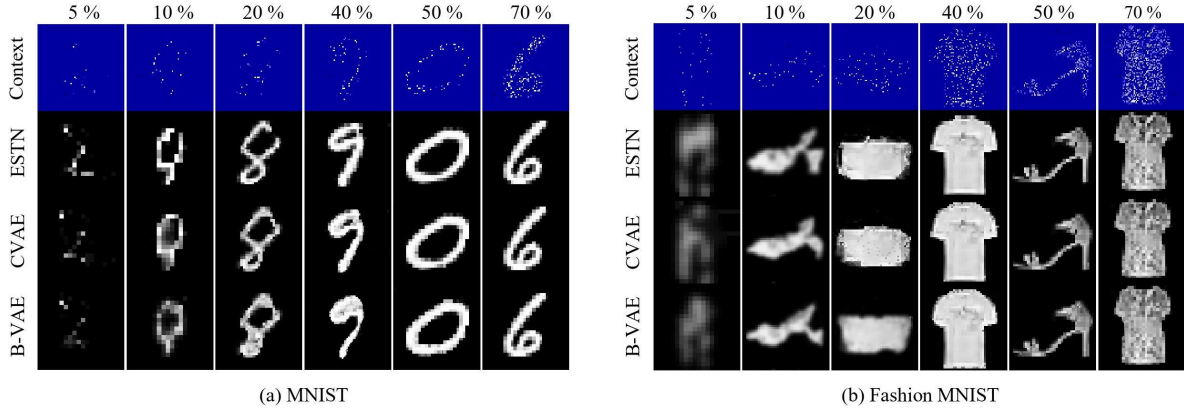 5 % 10 % 20 % 40 % 50 % 70 %
5 % 10 % 20 % 40 % 50 % 70 %
Context
ESTN
CVAE
B-VAE
Context
ESTN
CVAE
B-VAE
(a) MNIST
(b) Fashion MNIST